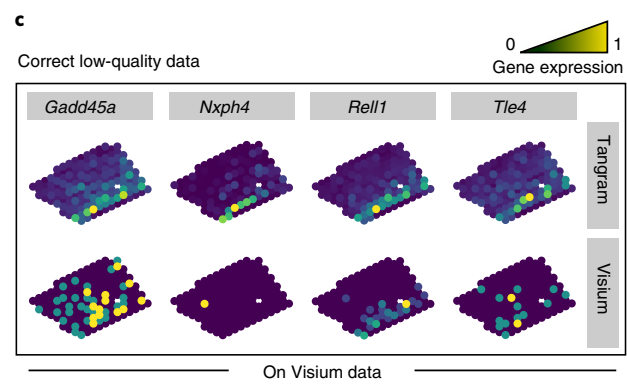 c
0 1
Correct low-quality data
Gene expression
Gadd45a Nxph4 Rell1 Tle4
Tangram
Visium
On Visium data